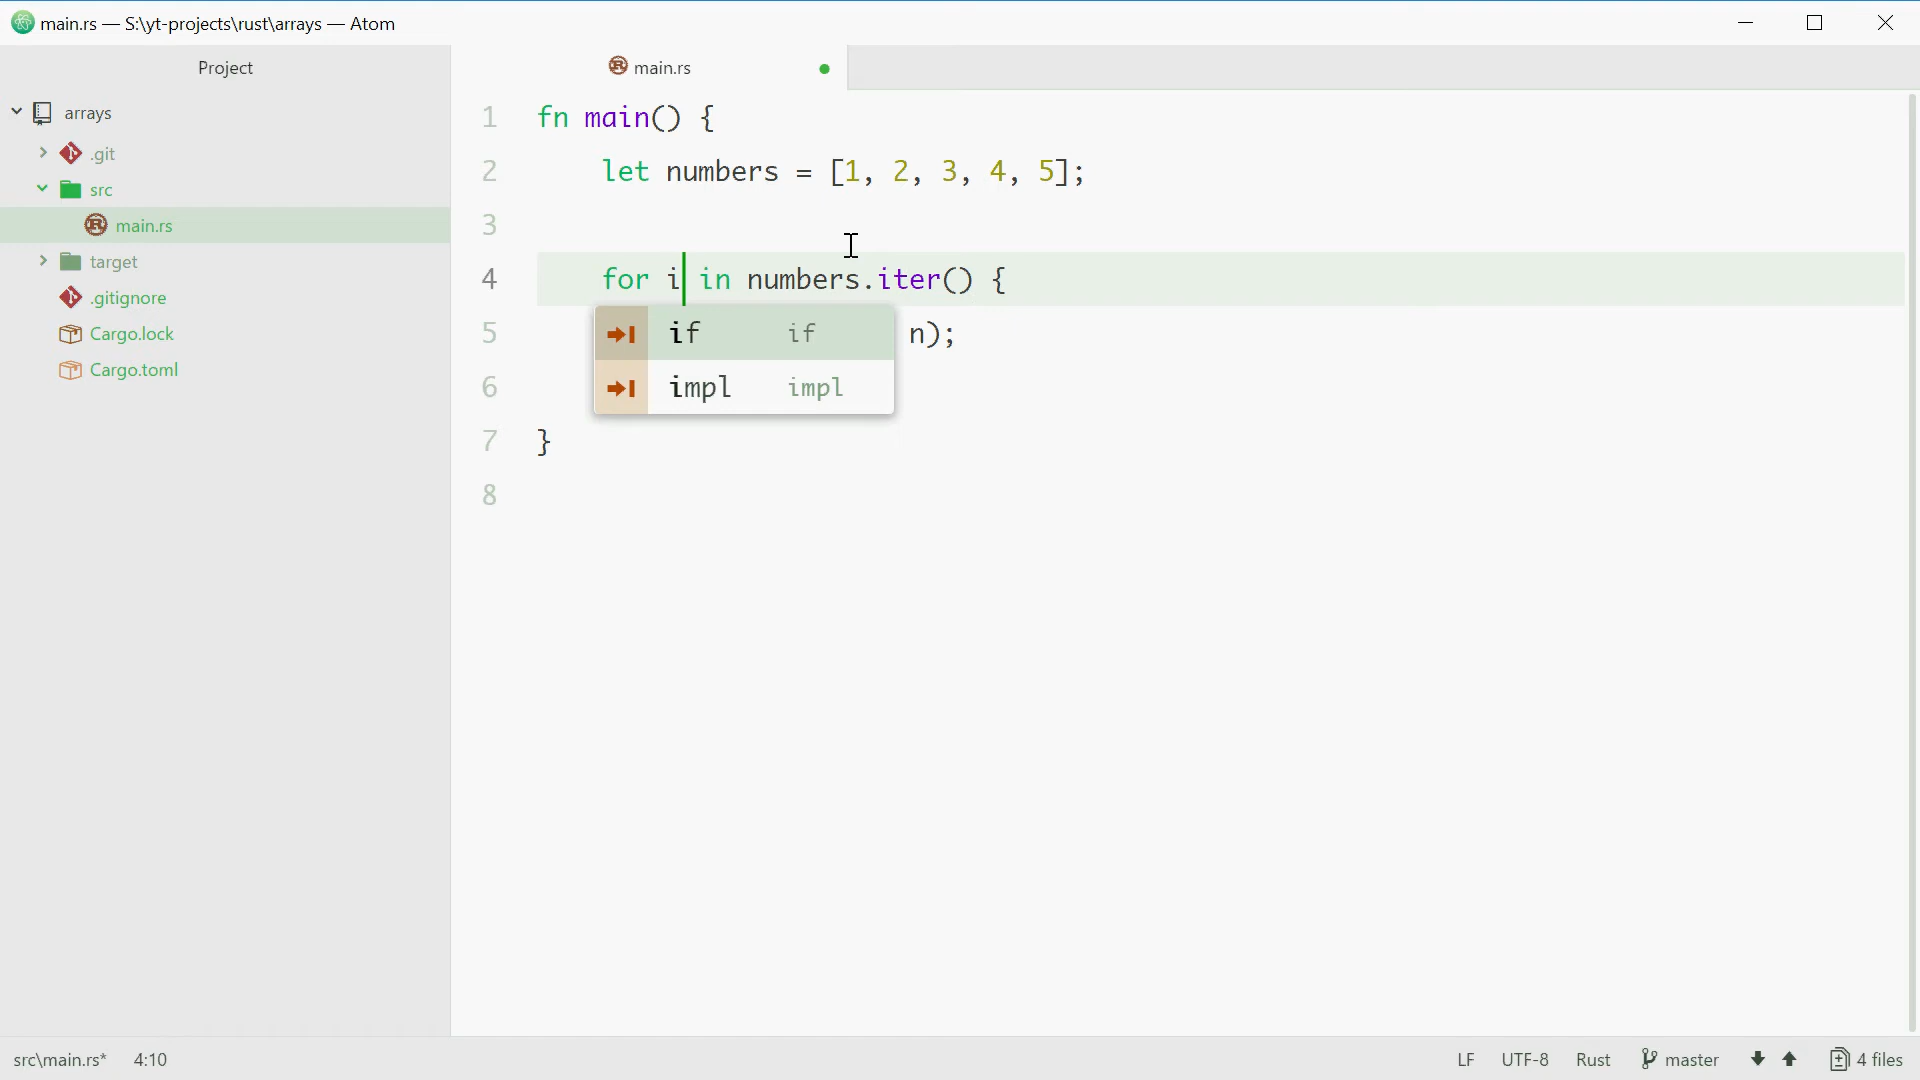 main.rs — S:\yt-projects\rust\arrays — Atom
Project
arrays
.git
src
main.rs
target
.gitignore
Cargo.lock
Cargo.toml
main.rs
1 fn main() {
2 let numbers = [1, 2, 3, 4, 5];
3
4 for i in numbers.iter() {
5 n);
if if
6
impl impl
7 }
8
src\main.rs* 4:10
LF UTF-8 Rust master 4 files